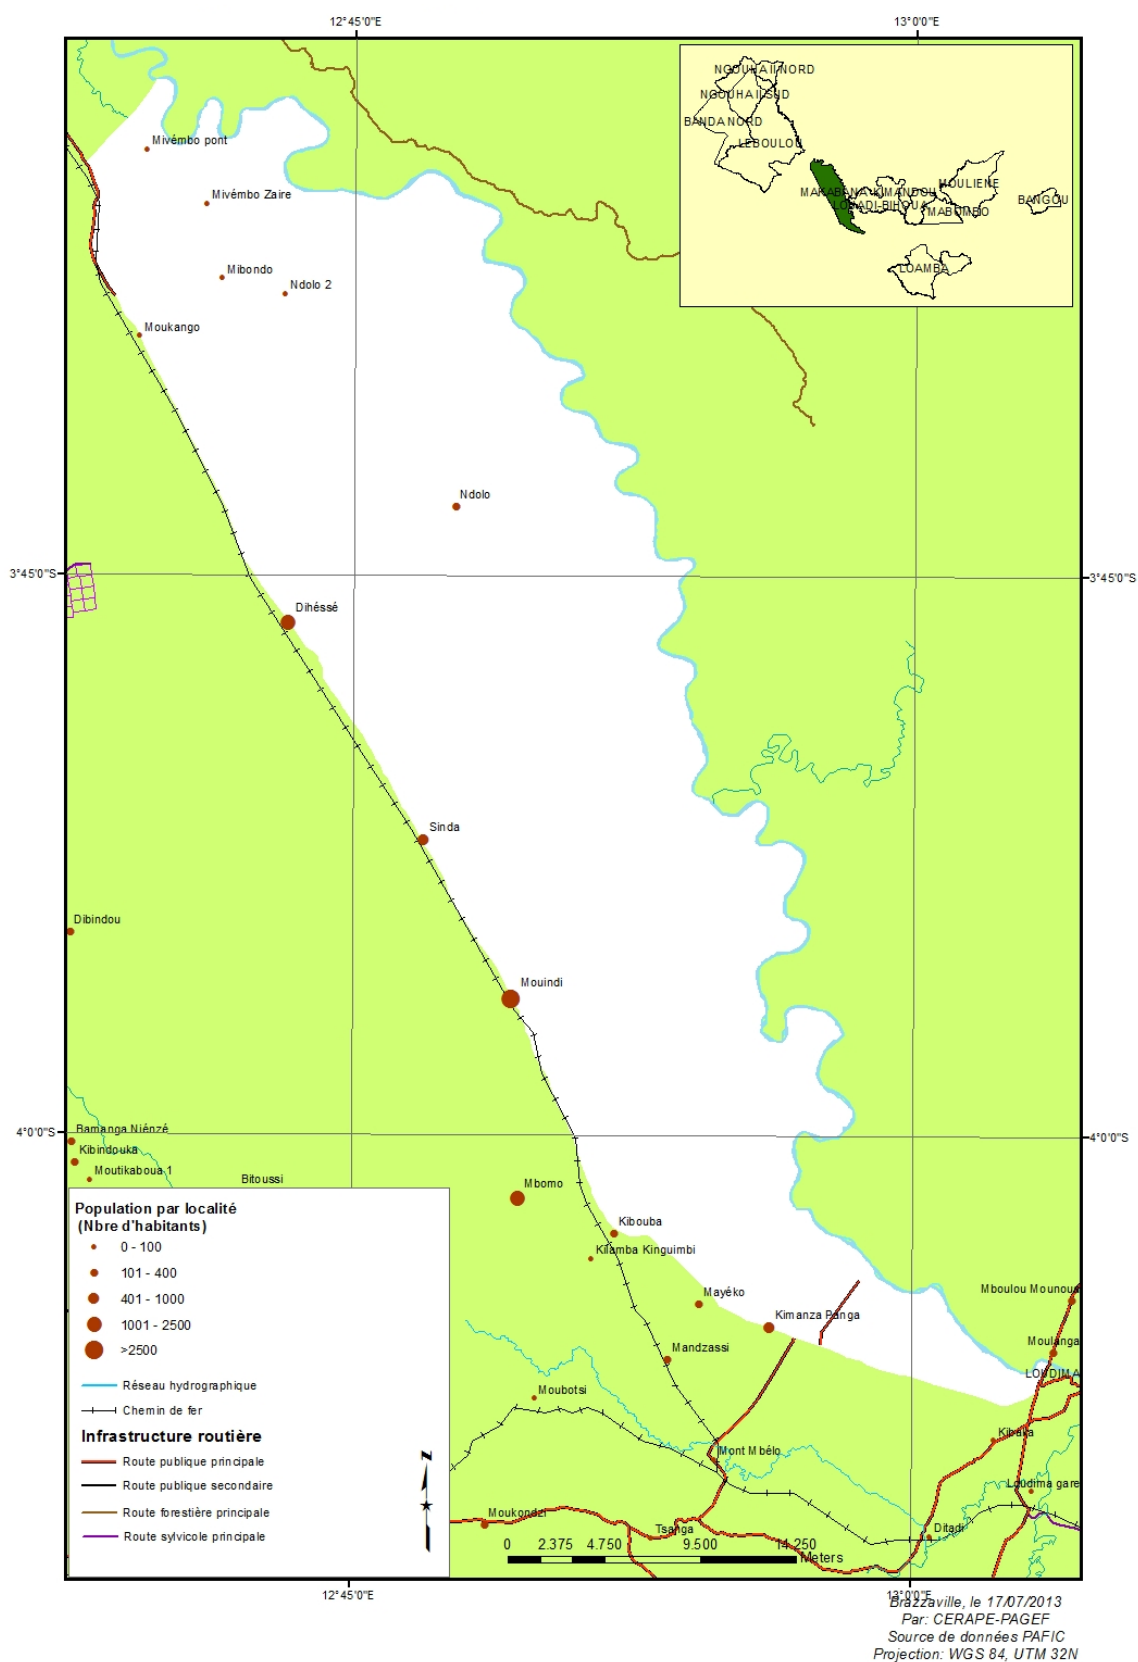 12°45'0"E
13°0'0"E
NGOUHA II NORD
NGOUHA II SUD
BANDA NORD
LEBOULOU
MAKABANA-KIMANDOU
MOULIENE
LOUADI-BIHOUA
MABOMBO
BANGOU
LOAMBA
Mivémbo pont
Mivémbo Zaire
Mibondo
Ndolo 2
Moukango
Ndolo
3°45'0"S
3°45'0"S
Dihéssé
Sinda
Dibindou
Mouindi
4°0'0"S
4°0'0"S
Bamanga Niénzé
Kibindouka
Moutikaboua 1
Bitoussi
Mbomo
Kibouba
Kilamba Kinguimbi
Mayéko
Kimanza Panga
Mboulou Mounoua
Moulanga
LOUDIMA
Mandzassi
Moubotsi
Mont Mbélo
Kibaka
Loudima gare
Moukondzi
Tsanga
Ditadi
Population par localité
(Nbre d'habitants)
0 - 100
101 - 400
401 - 1000
1001 - 2500
>2500
Réseau hydrographique
Chemin de fer
Infrastructure routière
Route publique principale
Route publique secondaire
Route forestière principale
Route sylvicole principale
N
0 2.375 4.750 9.500 14.250
Meters
12°45'0"E
13°0'0"E
Brazzaville, le 17/07/2013
Par: CERAPE-PAGEF
Source de données PAFIC
Projection: WGS 84, UTM 32N